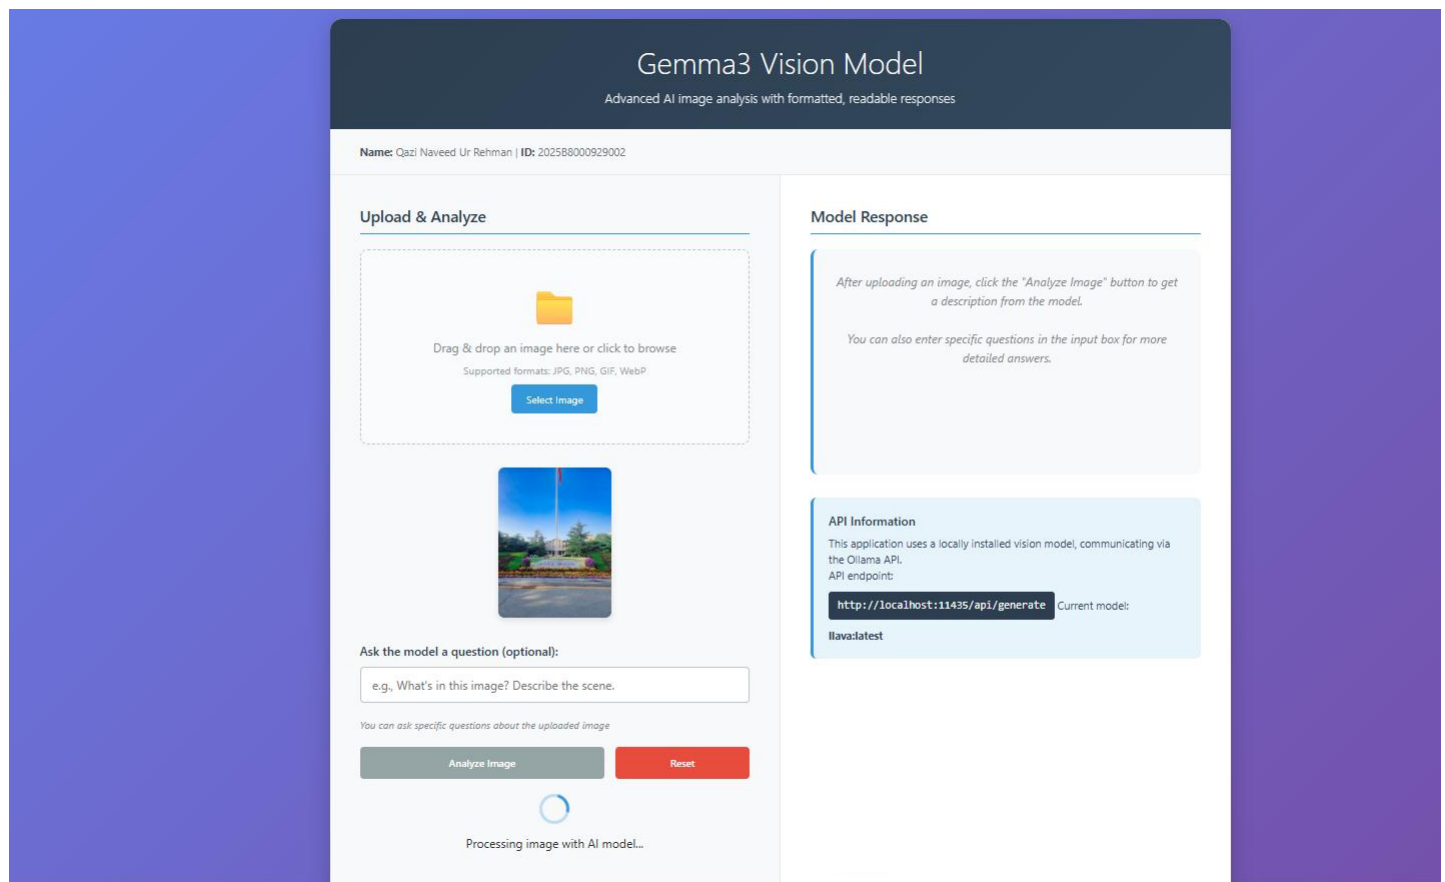 Gemma3 Vision Model
Advanced AI image analysis with formatted, readable responses
Name: Qazi Naveed Ur Rehman | ID: 2025B8000929002
Upload & Analyze
Drag & drop an image here or click to browse
Supported formats: JPG, PNG, GIF, WebP
Select Image
Ask the model a question (optional):
e.g., What's in this image? Describe the scene.
You can ask specific questions about the uploaded image
Analyze Image
Reset
Processing image with AI model...
Model Response
After uploading an image, click the "Analyze Image" button to get
a description from the model.
You can also enter specific questions in the input box for more
detailed answers.
API Information
This application uses a locally installed vision model, communicating via
the Ollama API.
API endpoint:
http://localhost:11435/api/generate Current model:
llava:latest